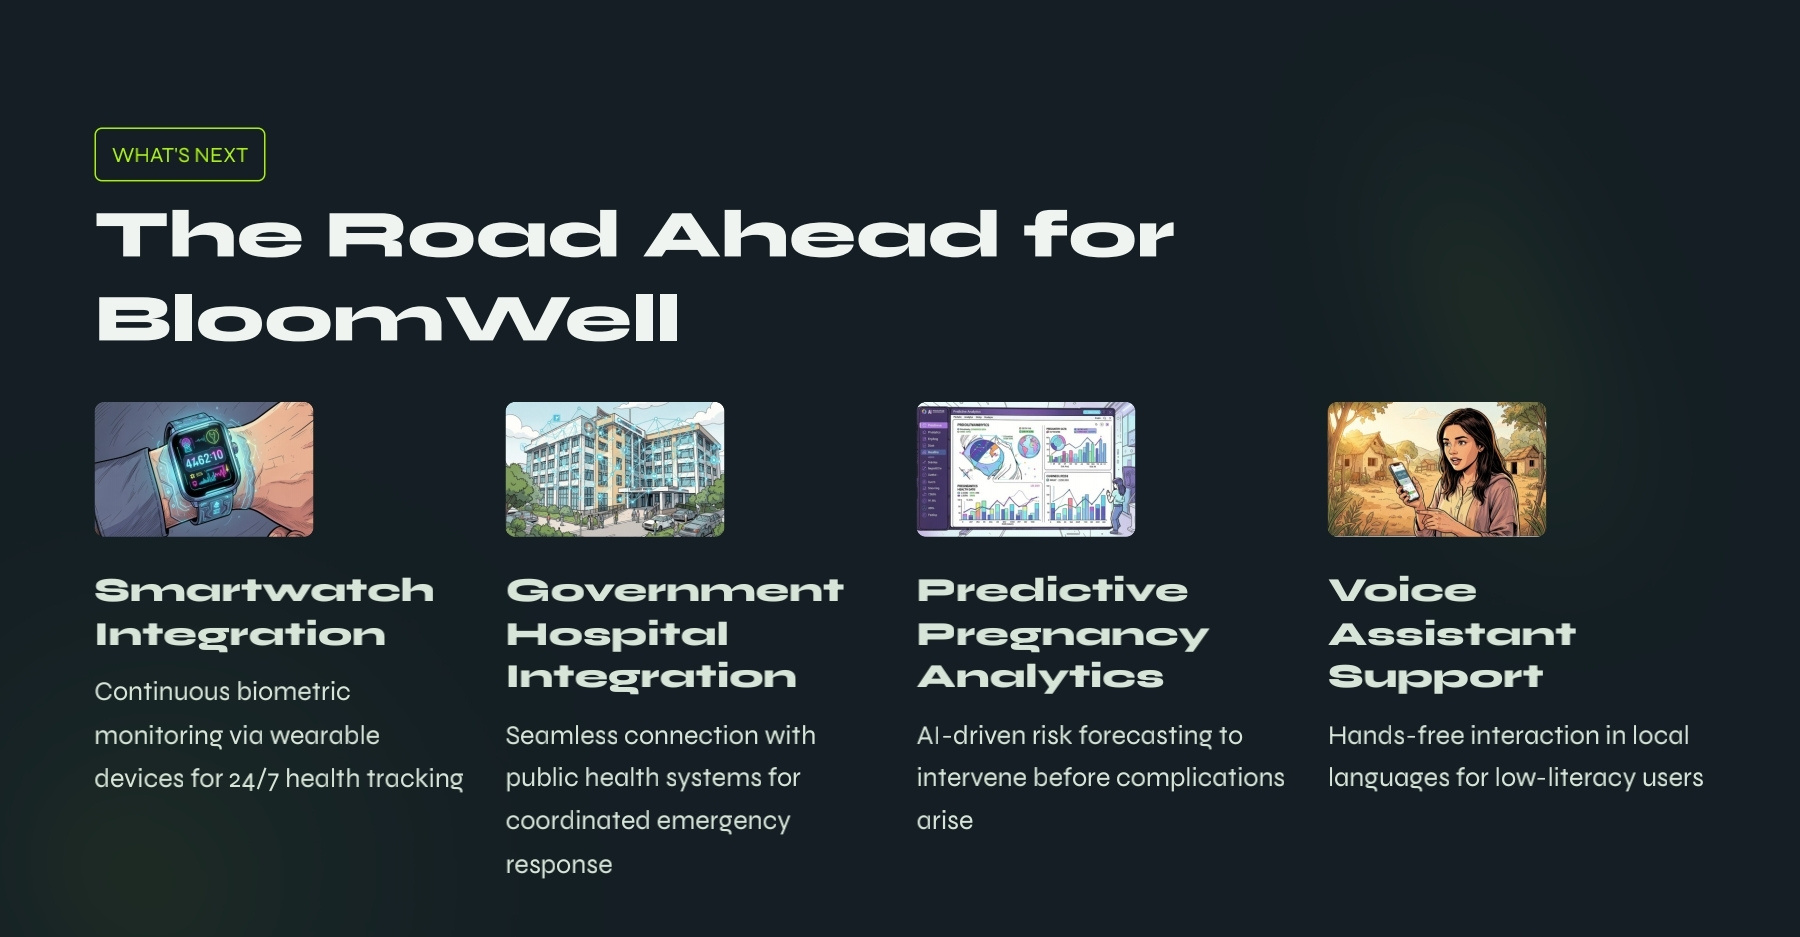 WHAT'S NEXT
The Road Ahead for
BloomWell
Smartwatch
Integration
Continuous biometric
monitoring via wearable
devices for 24/7 health tracking
Government
Hospital
Integration
Seamless connection with
public health systems for
coordinated emergency
response
Predictive
Pregnancy
Analytics
AI-driven risk forecasting to
intervene before complications
arise
Voice
Assistant
Support
Hands-free interaction in local
languages for low-literacy users